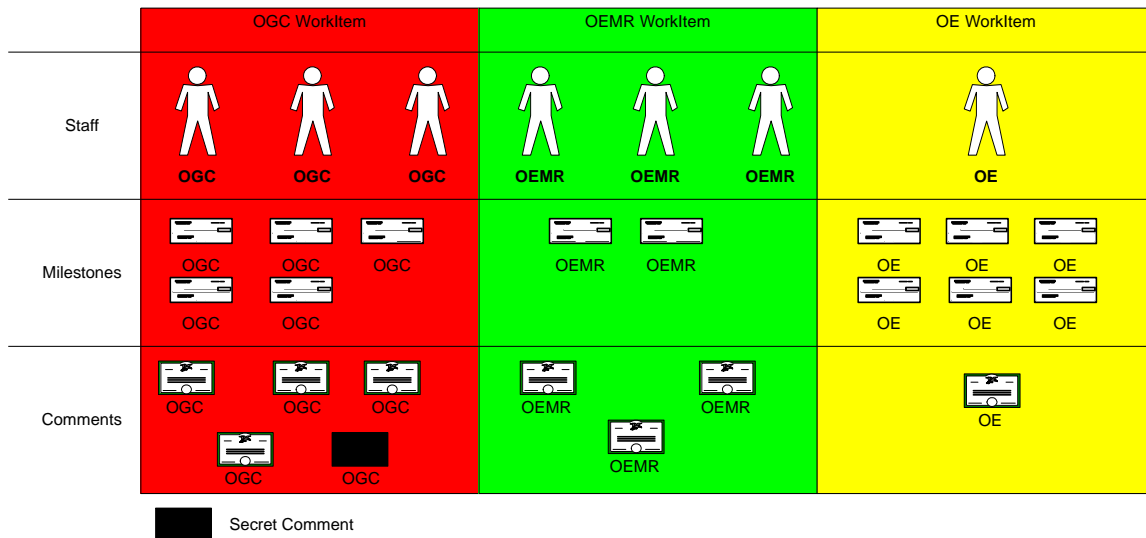 OGC WorkItem OEMR WorkItem OE WorkItem
Staff
OGC OGC OGC OEMR OEMR OEMR OE
Milestones
OGC OGC OGC OEMR OEMR OE OE OE
OGC OGC OE OE OE
Comments
OGC OGC OGC OEMR OEMR OE
OGC OGC OEMR
Secret Comment